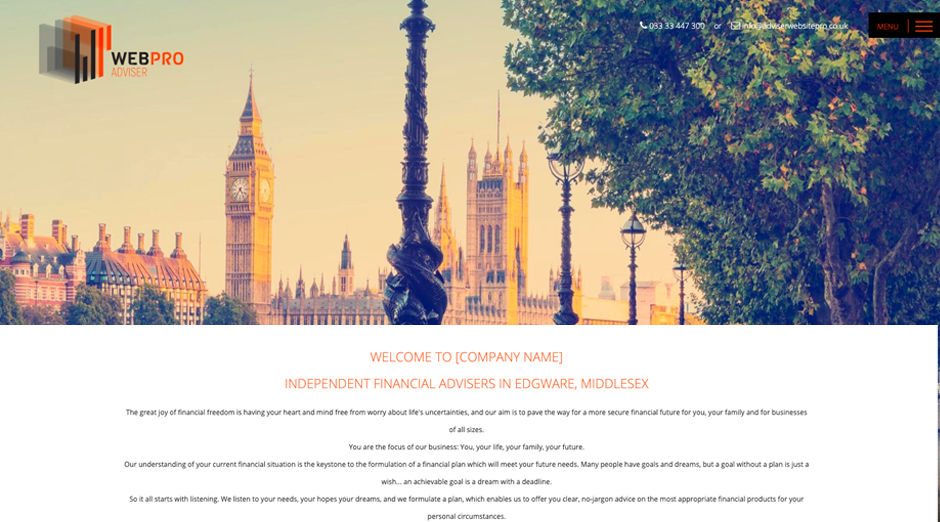 WEBPRO
ADVISER
033 33 447 300 or info@adviserwebsitepro.co.uk
MENU
WELCOME TO [COMPANY NAME]
INDEPENDENT FINANCIAL ADVISERS IN EDGWARE, MIDDLESEX
The great joy of financial freedom is having your heart and mind free from worry about life's uncertainties, and our aim is to pave the way for a more secure financial future for you, your family and for businesses
of all sizes.
You are the focus of our business: You, your life, your family, your future.
Our understanding of your current financial situation is the keystone to the formulation of a financial plan which will meet your future needs. Many people have goals and dreams, but a goal without a plan is just a
wish... an achievable goal is a dream with a deadline.
So it all starts with listening. We listen to your needs, your hopes your dreams, and we formulate a plan, which enables us to offer you clear, no-jargon advice on the most appropriate financial products for your
personal circumstances.